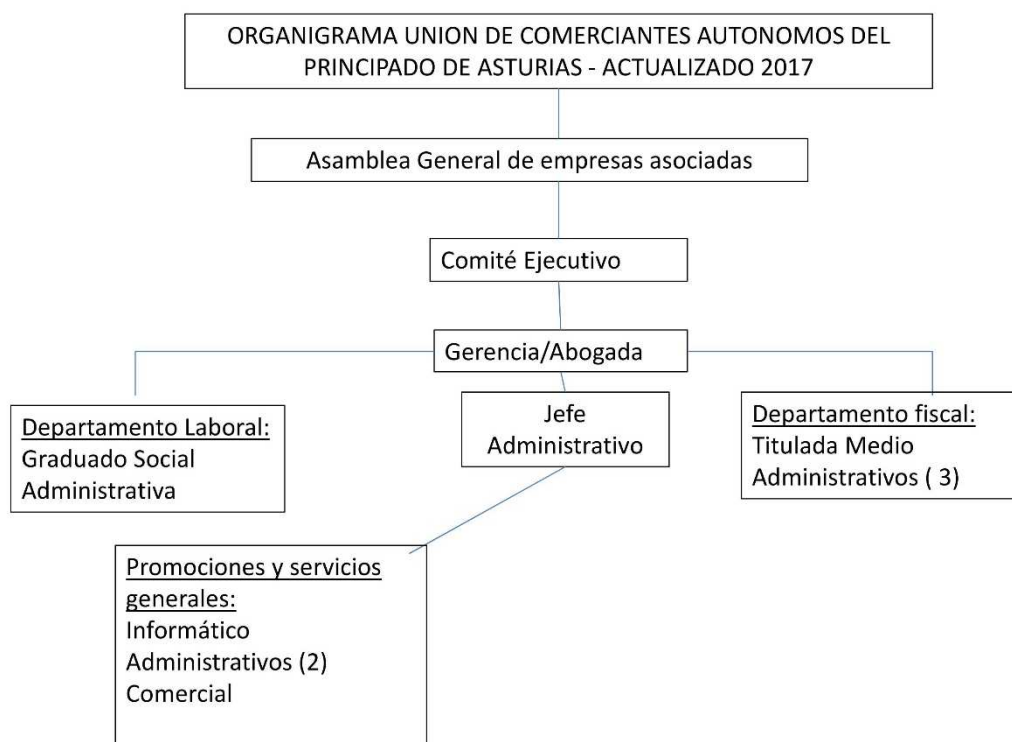 ORGANIGRAMA UNION DE COMERCIANTES AUTONOMOS DEL
PRINCIPADO DE ASTURIAS - ACTUALIZADO 2017
Asamblea General de empresas asociadas
Comité Ejecutivo
Gerencia/Abogada
Departamento Laboral:
Graduado Social
Administrativa
Jefe
Administrativo
Departamento fiscal:
Titulada Medio
Administrativos ( 3)
Promociones y servicios
generales:
Informático
Administrativos (2)
Comercial